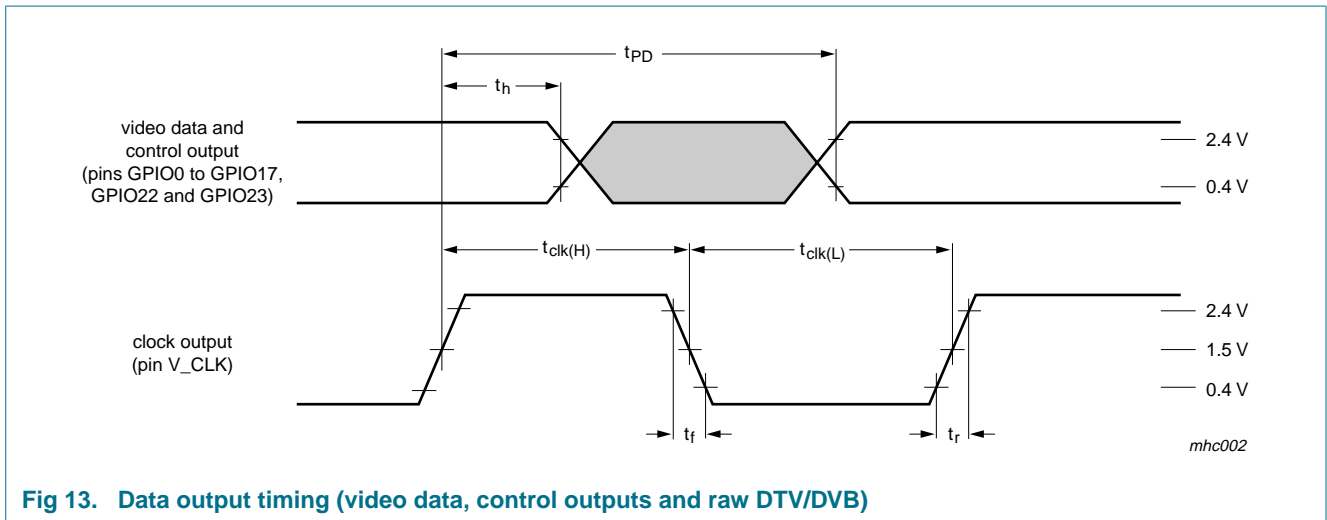 tPD
th
video data and
control output
(pins GPIO0 to GPIO17,
GPIO22 and GPIO23)
2.4 V
0.4 V
tclk(H)
tclk(L)
clock output
(pin V_CLK)
2.4 V
1.5 V
0.4 V
tf
tr
mhc002
Fig 13. Data output timing (video data, control outputs and raw DTV/DVB)